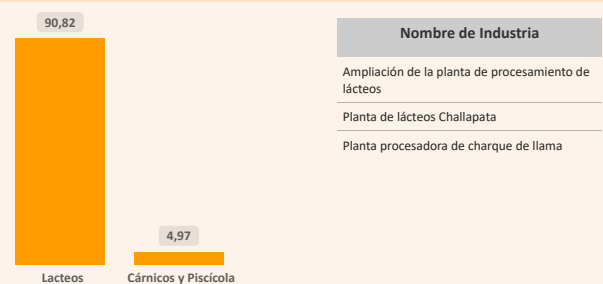 90,82
4,97
Lacteos
Cárnicos y Piscícola
Nombre de Industria
Ampliación de la planta de procesamiento de
lácteos
Planta de lácteos Challapata
Planta procesadora de charque de llama